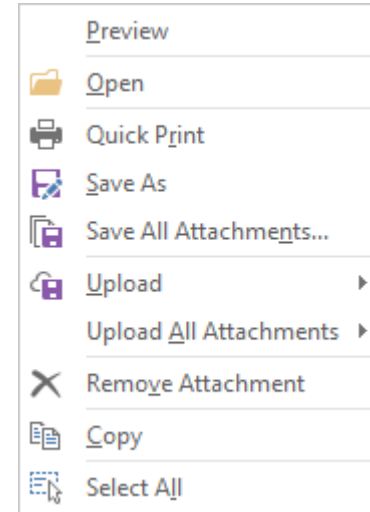 Preview
Open
Quick Print
Save As
Save All Attachments...
Upload
Upload All Attachments
Remove Attachment
Copy
Select All